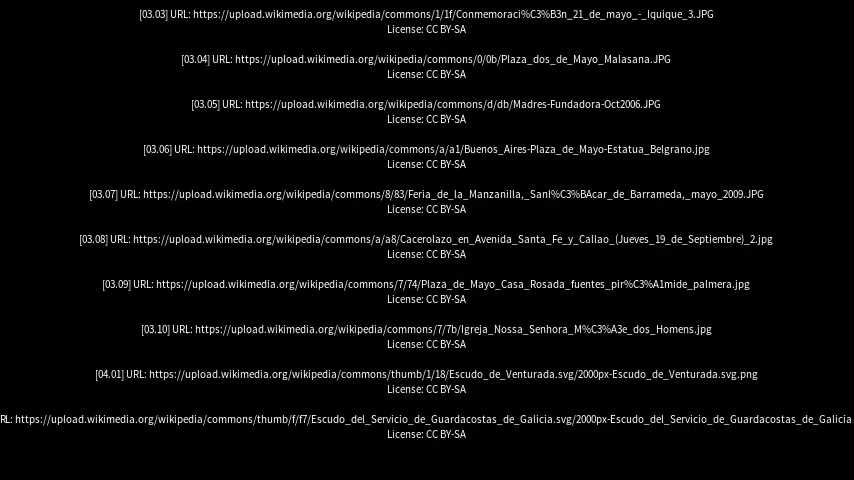 [03.03] URL: https://upload.wikimedia.org/wikipedia/commons/1/1f/Conmemoraci%C3%B3n_21_de_mayo_-_Iquique_3.JPG
License: CC BY-SA
[03.04] URL: https://upload.wikimedia.org/wikipedia/commons/0/0b/Plaza_dos_de_Mayo_Malasana.JPG
License: CC BY-SA
[03.05] URL: https://upload.wikimedia.org/wikipedia/commons/d/db/Madres-Fundadora-Oct2006.JPG
License: CC BY-SA
[03.06] URL: https://upload.wikimedia.org/wikipedia/commons/a/a1/Buenos_Aires-Plaza_de_Mayo-Estatua_Belgrano.jpg
License: CC BY-SA
[03.07] URL: https://upload.wikimedia.org/wikipedia/commons/8/83/Feria_de_la_Manzanilla,_Sanl%C3%BAcar_de_Barrameda,_mayo_2009.JPG
License: CC BY-SA
[03.08] URL: https://upload.wikimedia.org/wikipedia/commons/a/a8/Cacerolazo_en_Avenida_Santa_Fe_y_Callao_(Jueves_19_de_Septiembre)_2.jpg
License: CC BY-SA
[03.09] URL: https://upload.wikimedia.org/wikipedia/commons/7/74/Plaza_de_Mayo_Casa_Rosada_fuentes_pir%C3%A1mide_palmera.jpg
License: CC BY-SA
[03.10] URL: https://upload.wikimedia.org/wikipedia/commons/7/7b/Igreja_Nossa_Senhora_M%C3%A3e_dos_Homens.jpg
License: CC BY-SA
[04.01] URL: https://upload.wikimedia.org/wikipedia/commons/thumb/1/18/Escudo_de_Venturada.svg/2000px-Escudo_de_Venturada.svg.png
License: CC BY-SA
RL: https://upload.wikimedia.org/wikipedia/commons/thumb/f/f7/Escudo_del_Servicio_de_Guardacostas_de_Galicia.svg/2000px-Escudo_del_Servicio_de_Guardacostas_de_Galicia
License: CC BY-SA